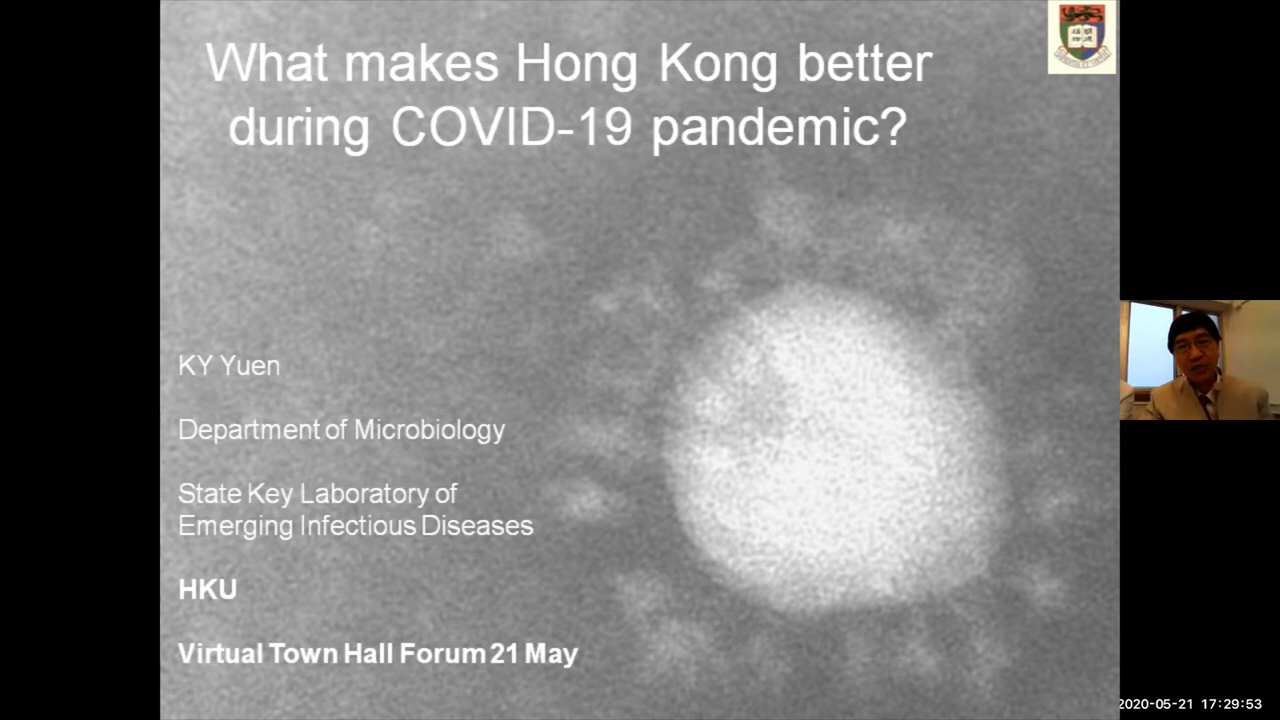 What makes Hong Kong better
during COVID-19 pandemic?
KY Yuen
Department of Microbiology
State Key Laboratory of
Emerging Infectious Diseases
HKU
Virtual Town Hall Forum 21 May
2020-05-21 17:29:53